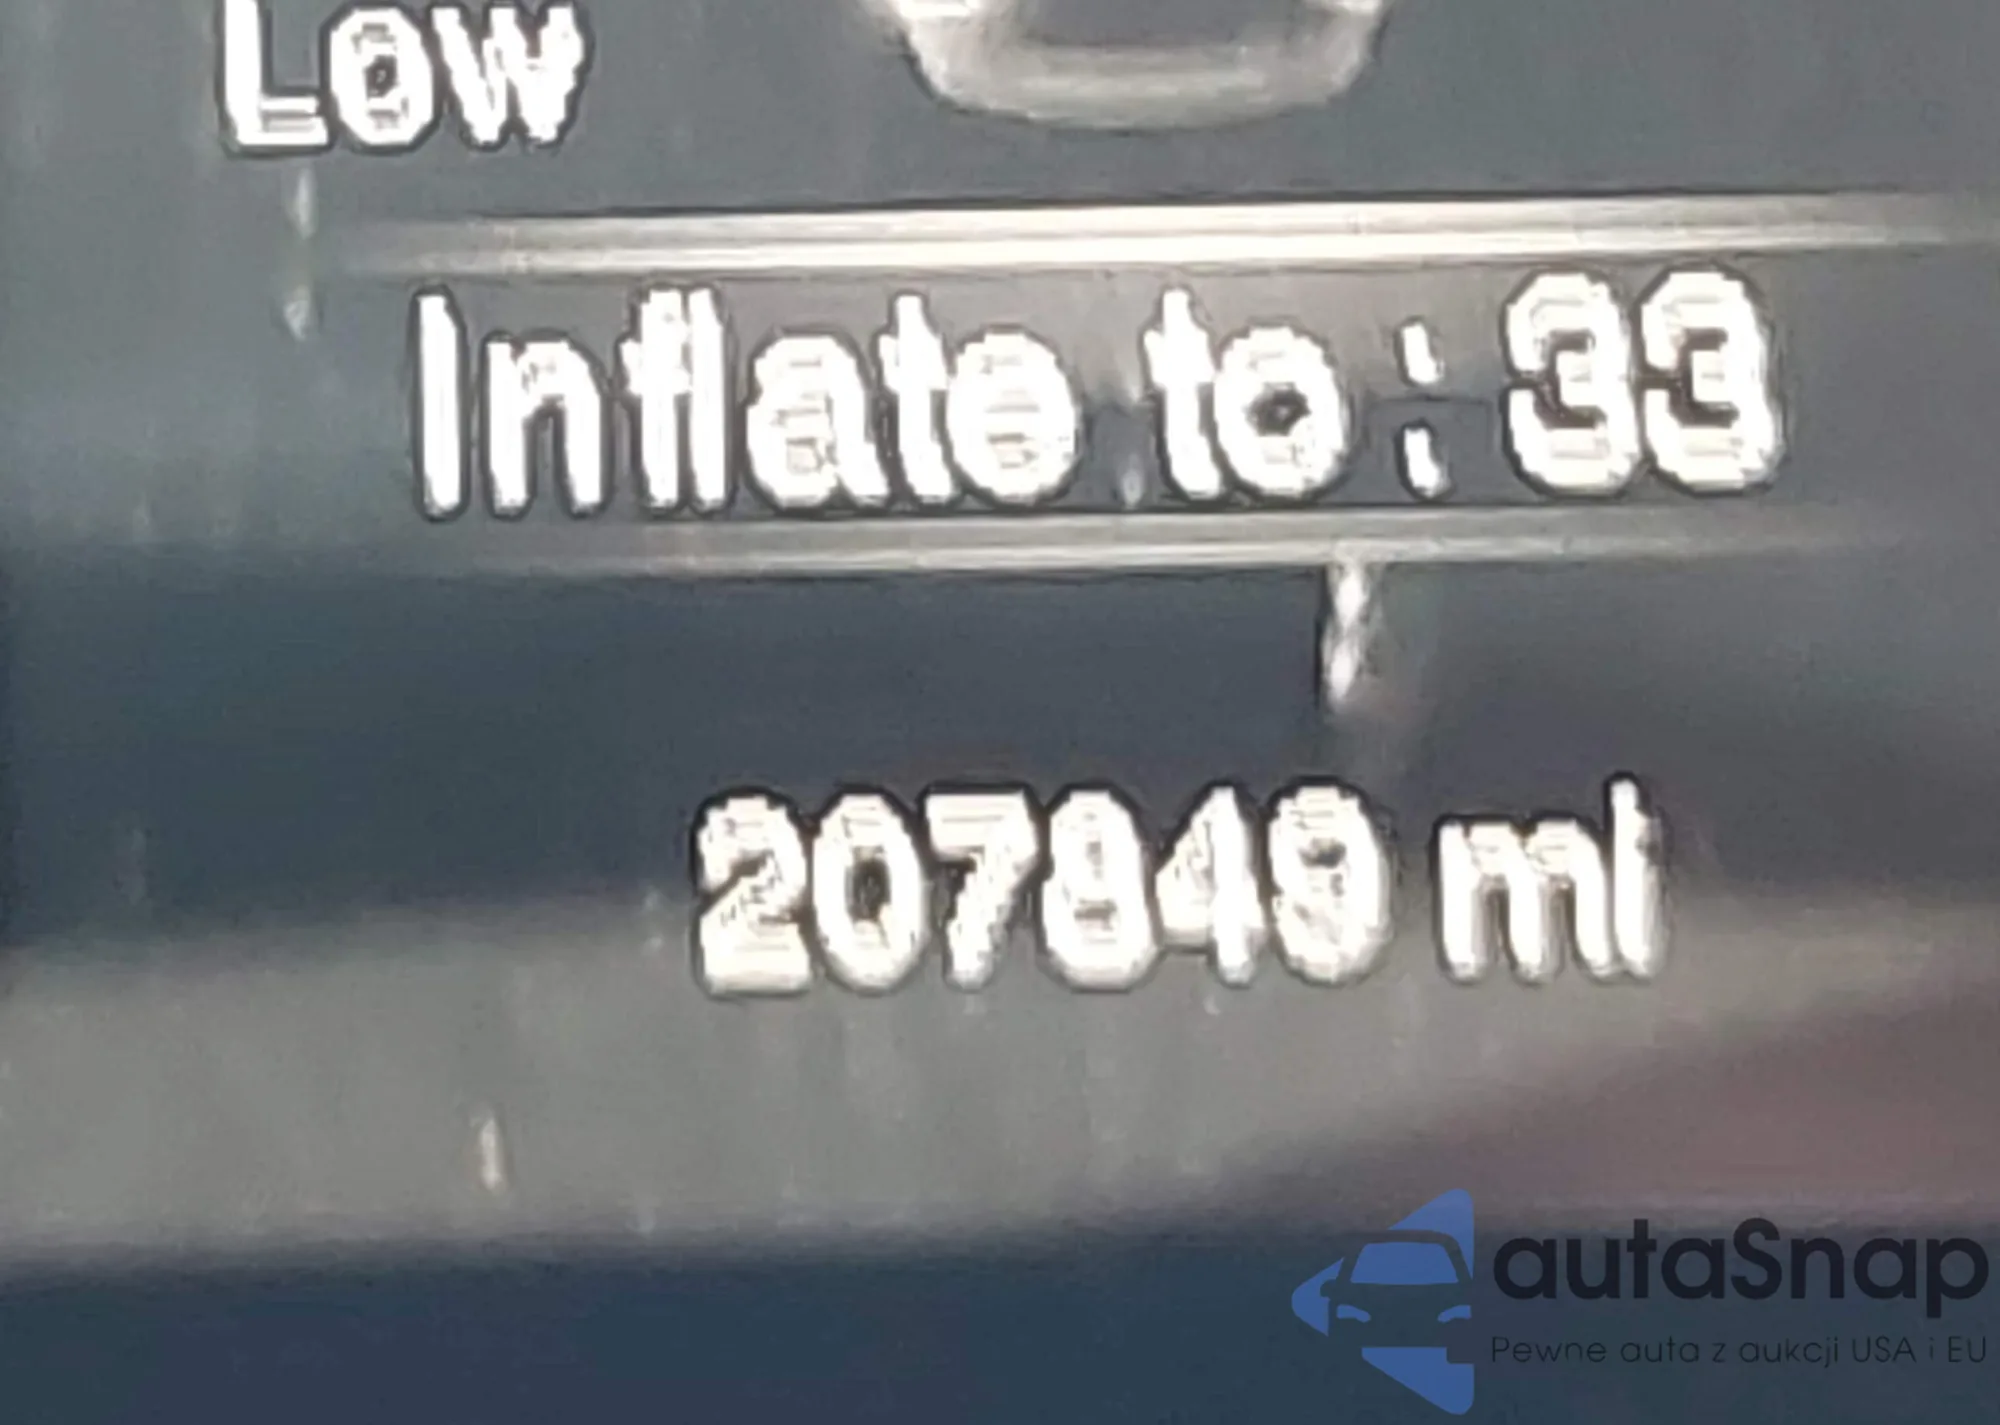 Low
Inflate to : 33
207849 mi
autaSnap
Pewne auta z aukcji USA i EU